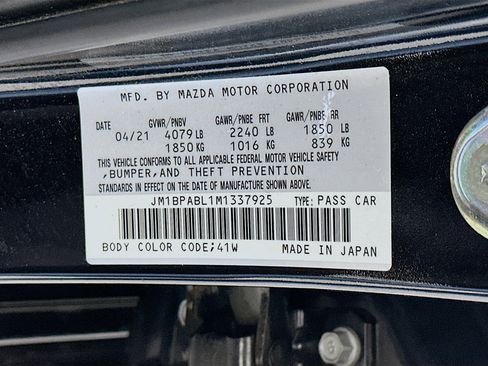 MFD. BY MAZDA MOTOR CORPORATION
DATE GVWR/PNBV GAWR/PNBE FRT GAWR/PNBE RR
04/21 4079 LB 2240 LB 1850 LB
1850 KG 1016 KG 839 KG
THIS VEHICLE CONFORMS TO ALL APPLICABLE FEDERAL MOTOR VEHICLE SAFETY
,BUMPER,AND THEFT PREVENTION
STANDARDS IN EFFECT ON THE DATE OF MANUFACTURE SHOWN ABOVE.
JM1BPABL1M1337925 TYPE: PASS CAR
BODY COLOR CODE;41W MADE IN JAPAN